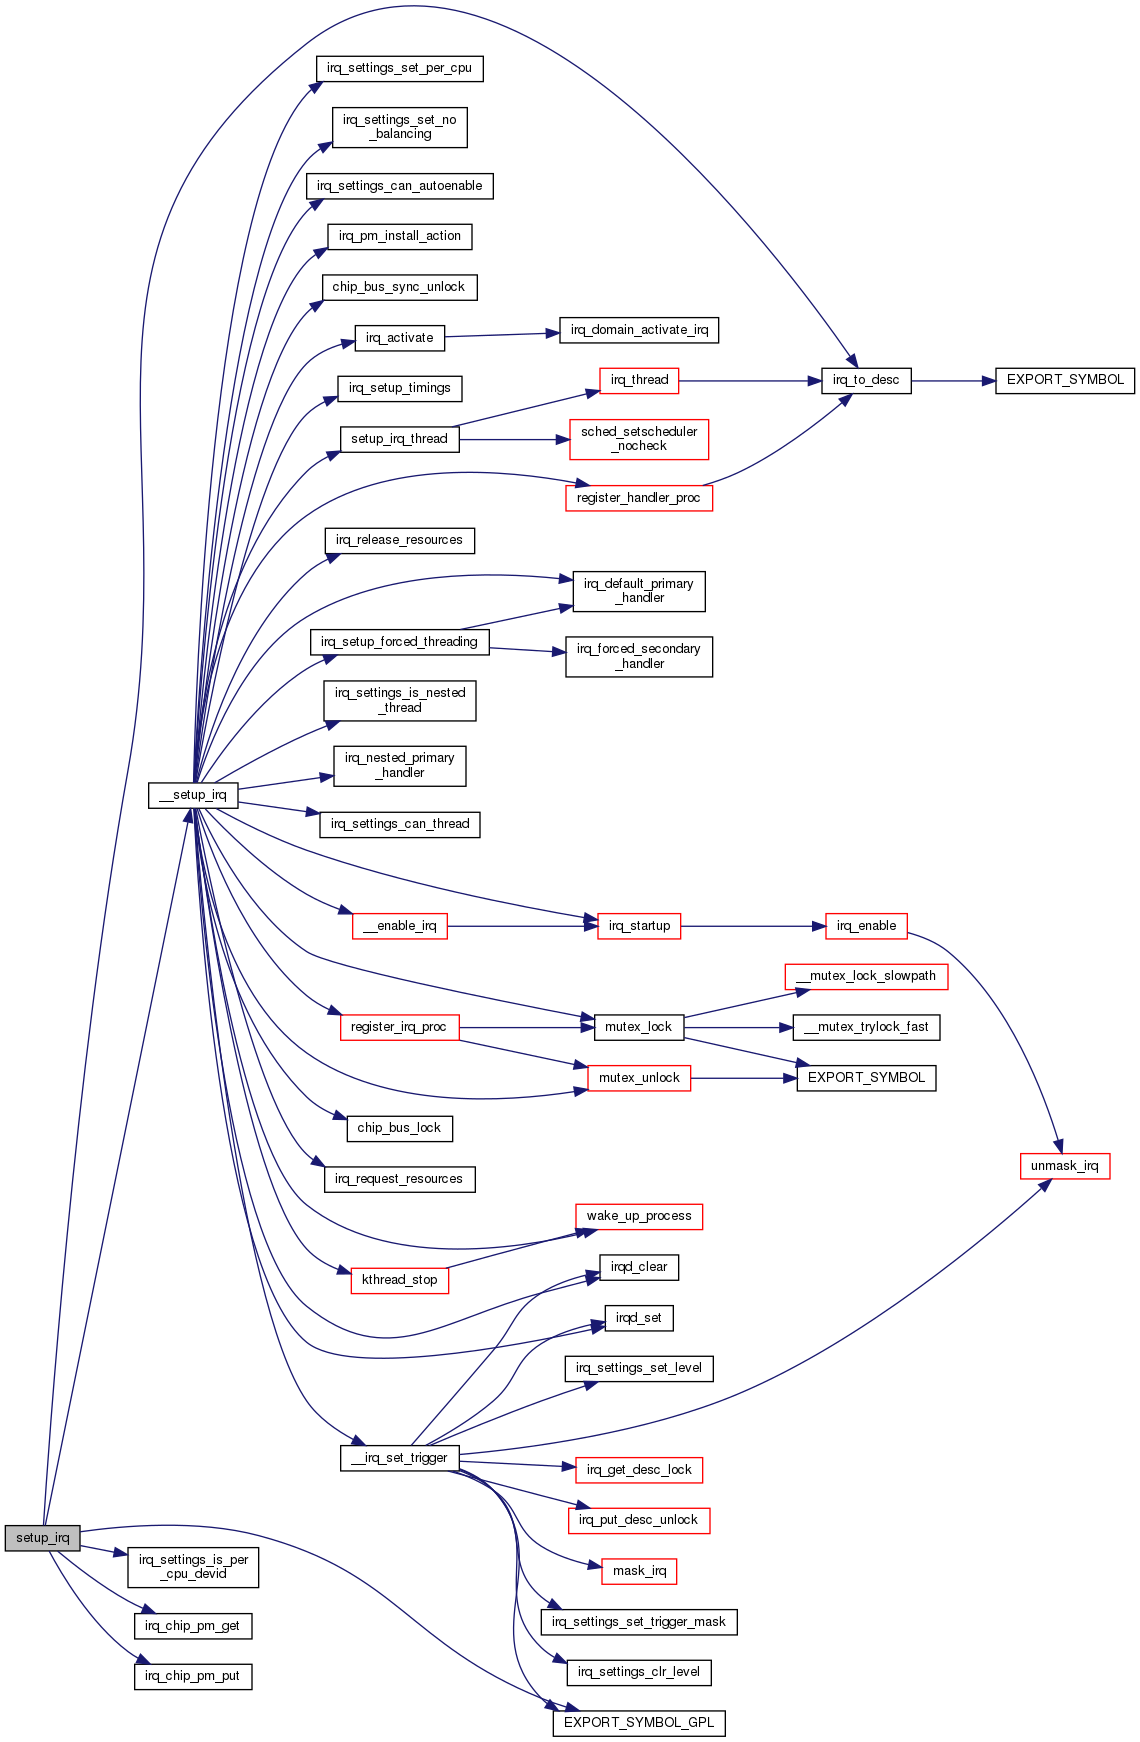 irq_settings_set_per_cpu
irq_settings_set_no
_balancing
irq_settings_can_autoenable
irq_pm_install_action
chip_bus_sync_unlock
irq_activate
irq_domain_activate_irq
irq_thread
irq_to_desc
EXPORT_SYMBOL
irq_setup_timings
setup_irq_thread
sched_setscheduler
_nocheck
register_handler_proc
irq_release_resources
irq_default_primary
_handler
irq_setup_forced_threading
irq_forced_secondary
_handler
irq_settings_is_nested
_thread
irq_nested_primary
_handler
__setup_irq
irq_settings_can_thread
__enable_irq
irq_startup
irq_enable
__mutex_lock_slowpath
register_irq_proc
mutex_lock
__mutex_trylock_fast
mutex_unlock
EXPORT_SYMBOL
chip_bus_lock
unmask_irq
irq_request_resources
wake_up_process
kthread_stop
irqd_clear
irqd_set
irq_settings_set_level
__irq_set_trigger
irq_get_desc_lock
irq_put_desc_unlock
setup_irq
irq_settings_is_per
_cpu_devid
mask_irq
irq_chip_pm_get
irq_settings_set_trigger_mask
irq_chip_pm_put
irq_settings_clr_level
EXPORT_SYMBOL_GPL